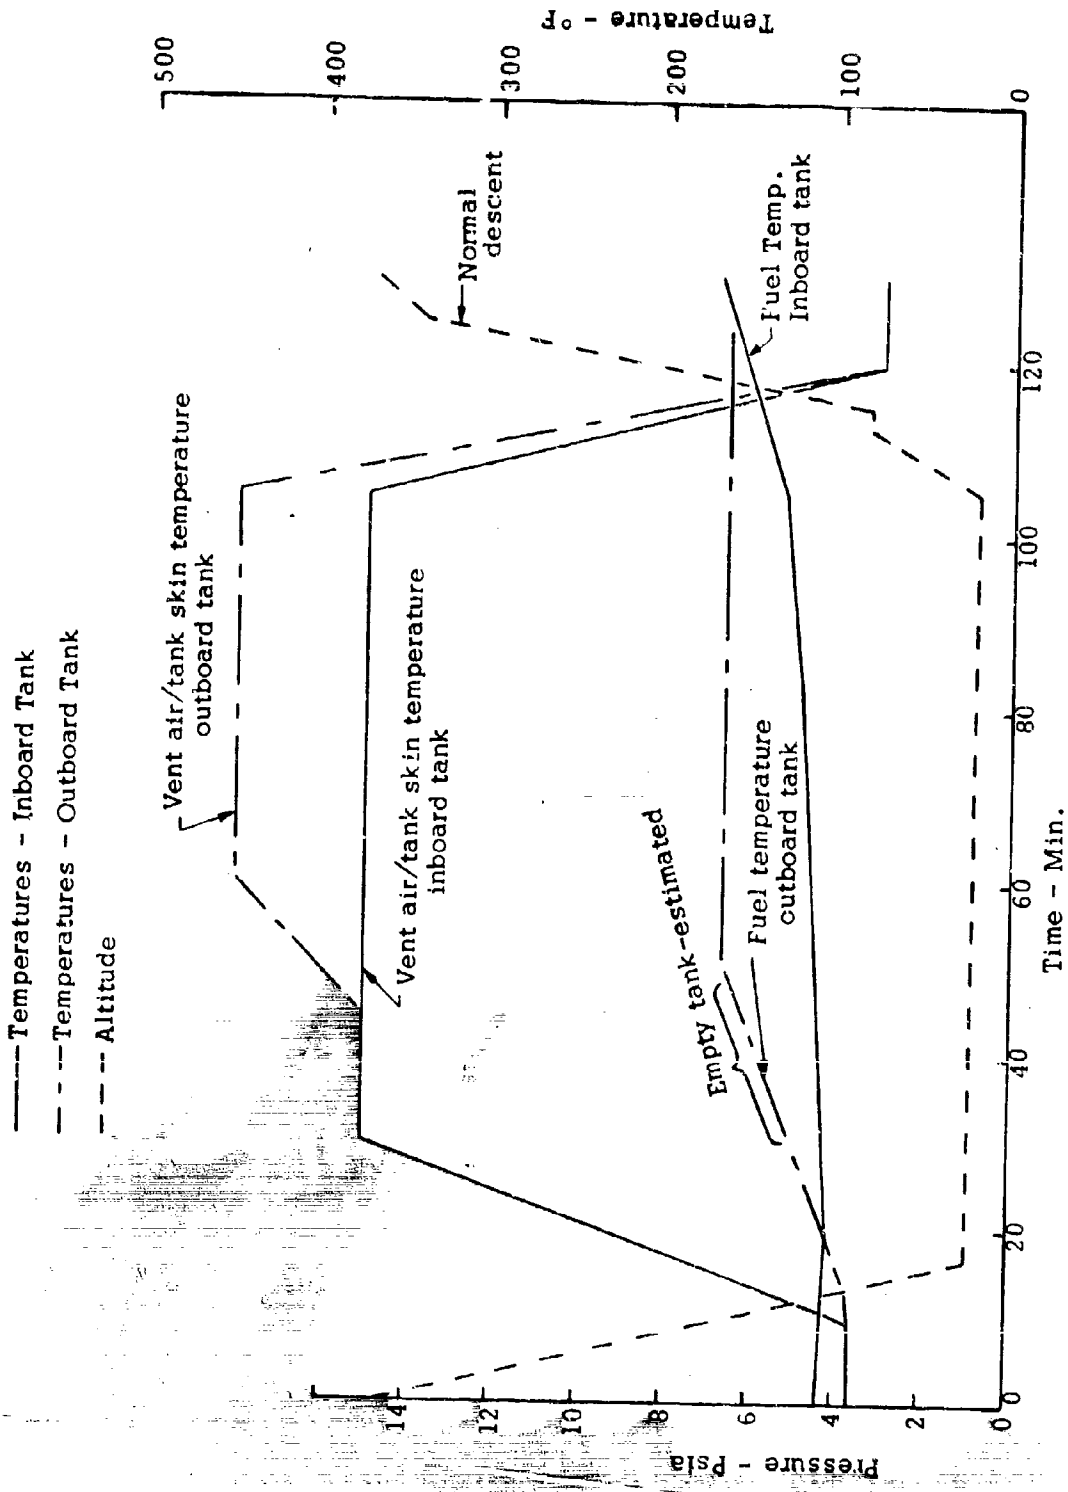 Temperatures - Inboard Tank
Temperatures - Outboard Tank
Altitude
Vent air/tank skin temperature
outboard tank
Vent air/tank skin temperature
inboard tank
Normal
descent
Fuel Temp.
Inboard tank
Empty tank-estimated
Fuel temperature
outboard tank
Pressure - Psia
14
12
10
8
6
4
2
0
Temperature - °F
500
400
300
200
100
0
0
20
40
60
80
100
120
Time - Min.